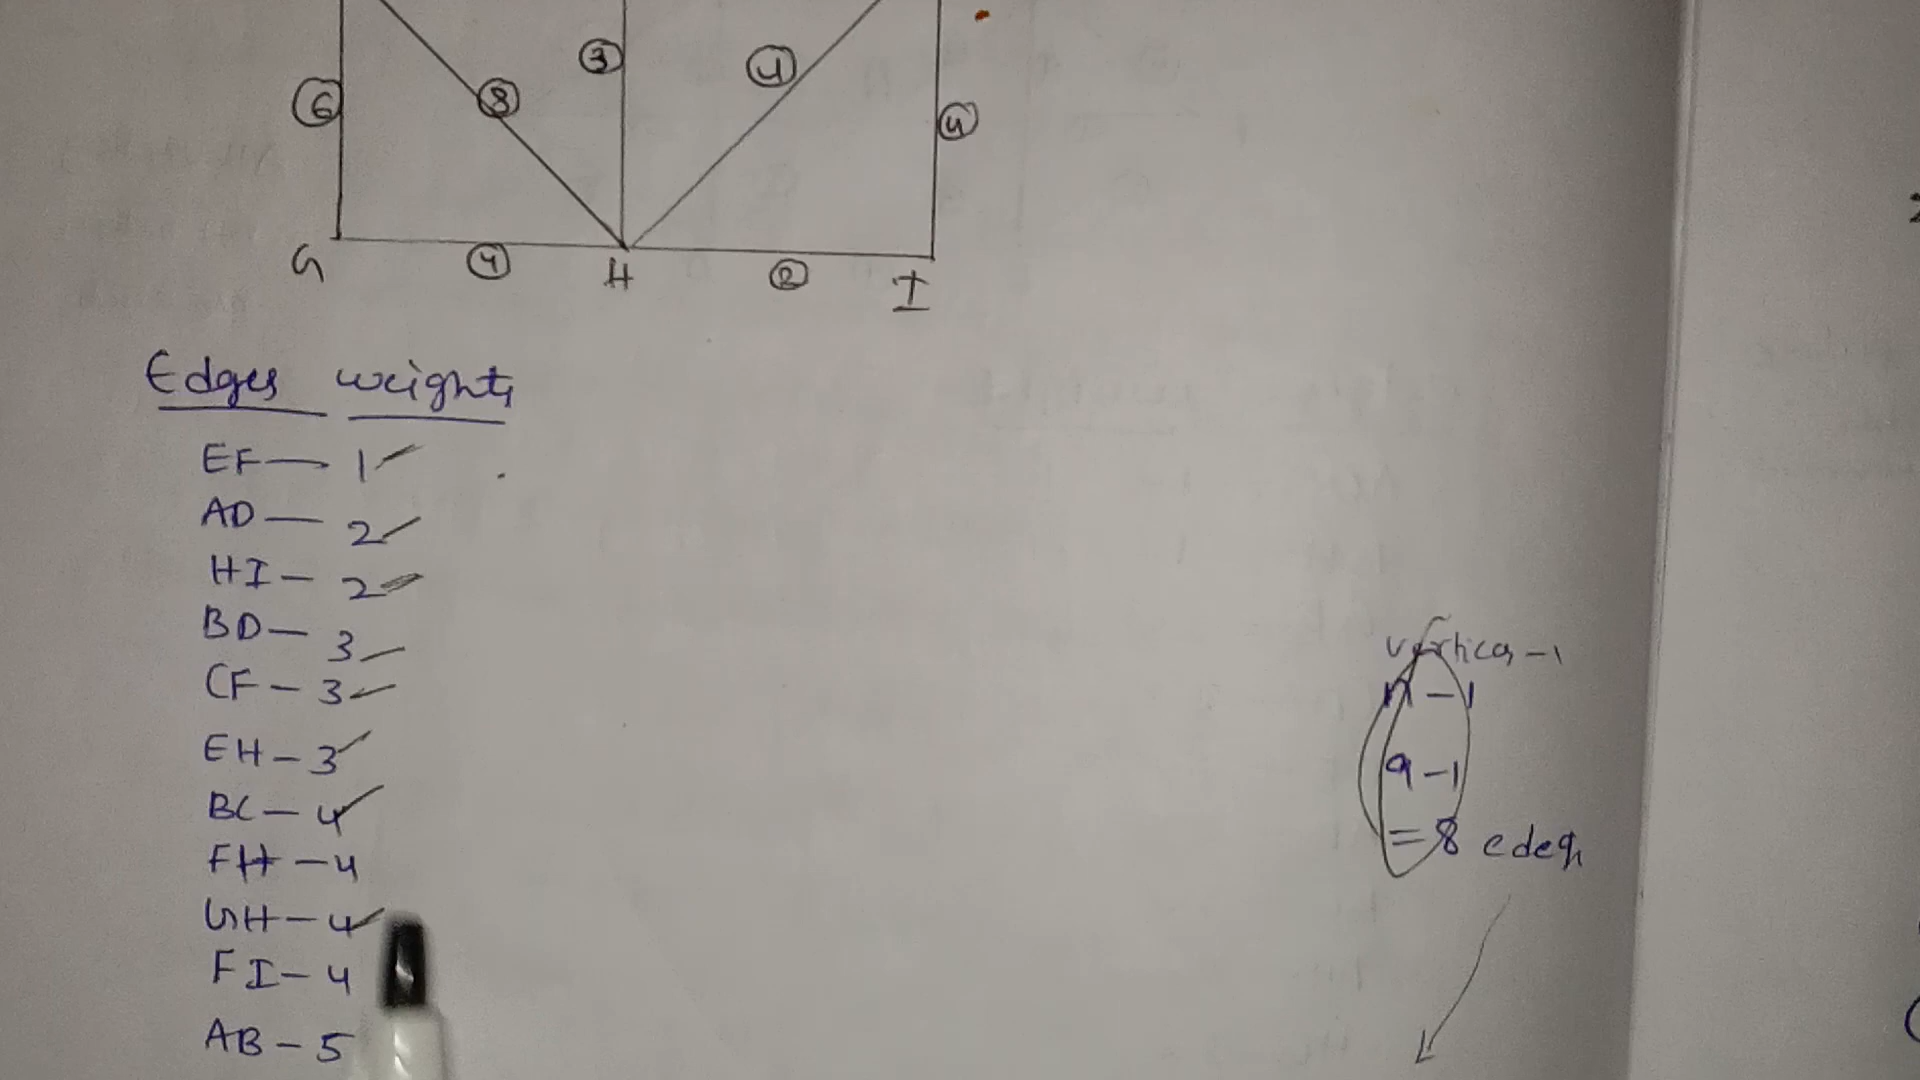 3 4
6 8 4
G 4 H 2 I
Edges weights
EF — 1
AD — 2
HI — 2
BD — 3
CF — 3
EH — 3
BC — 4
FH — 4
GH — 4
FI — 4
AB — 5
vertices - 1
n - 1
9 - 1
= 8 edges